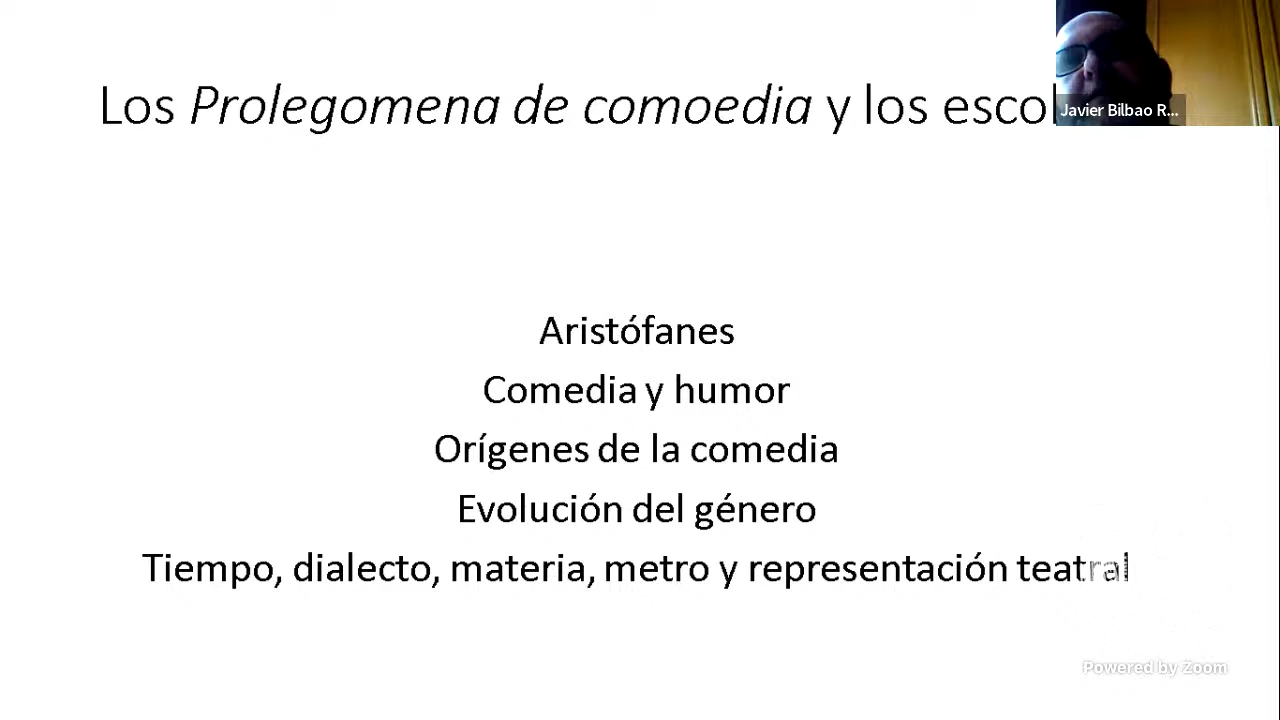 Los Prolegomena de comoedia y los esco
Javier Bilbao R...
Aristófanes
Comedia y humor
Orígenes de la comedia
Evolución del género
Tiempo, dialecto, materia, metro y representación teatral
Powered by Zoom